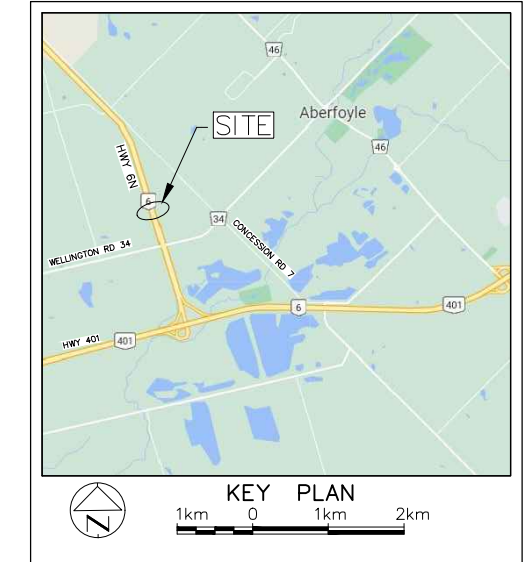 46
Aberfoyle
SITE
46
HWY 6N
6
34
CONCESSION RD 7
WELLINGTON RD 34
6
401
HWY 401
401
N
KEY PLAN
1km 0 1km 2km